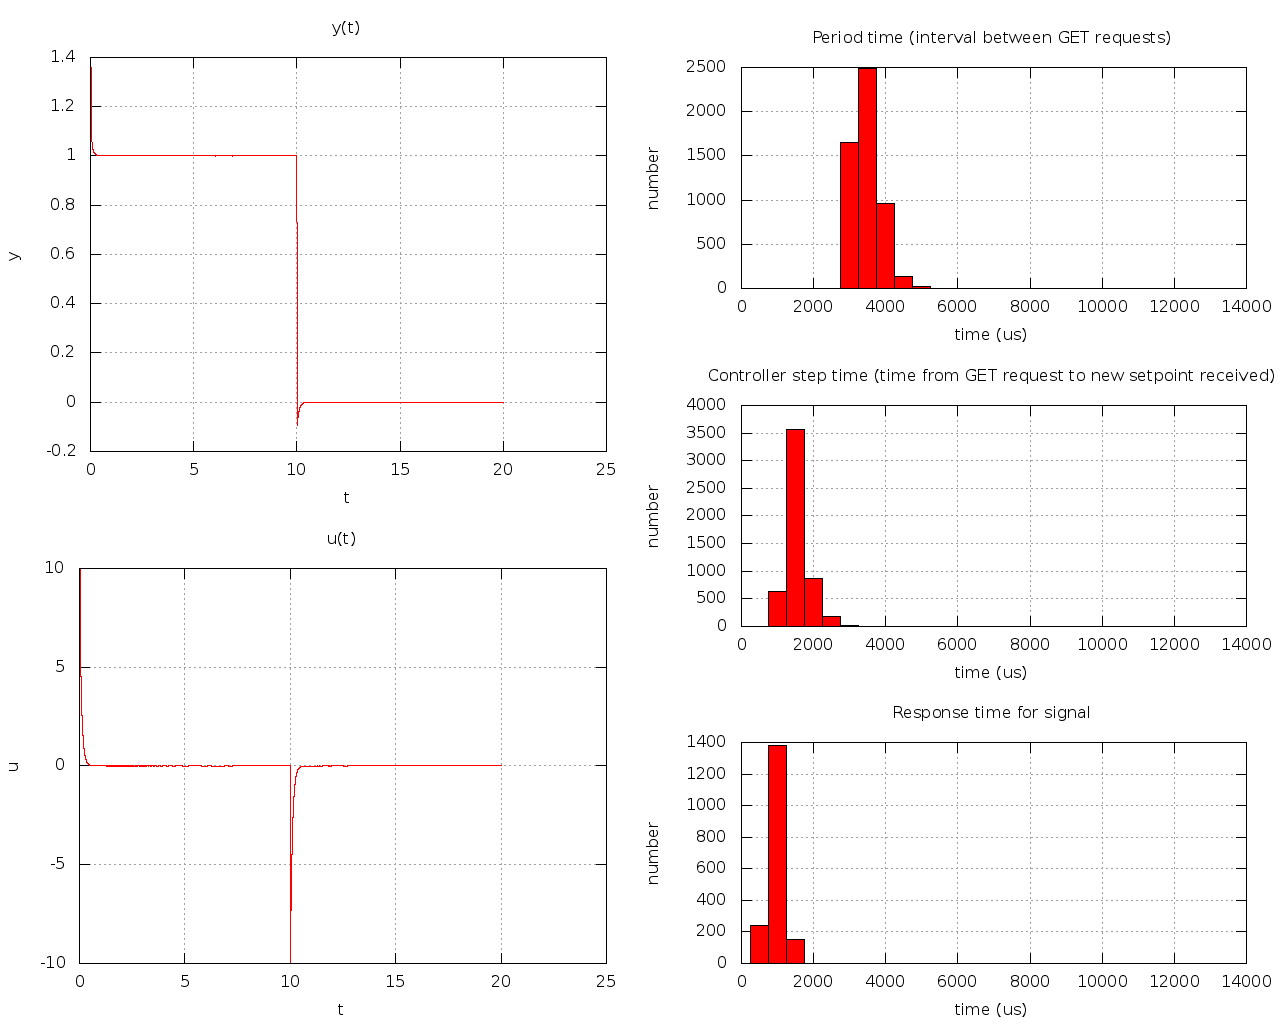 y(t)
1.4
1.2
1
0.8
0.6
0.4
0.2
0
-0.2
y
0 5 10 15 20 25
t
u(t)
10
5
0
-5
-10
u
0 5 10 15 20 25
t
Period time (interval between GET requests)
2500
2000
1500
1000
500
0
number
0 2000 4000 6000 8000 10000 12000 14000
time (us)
Controller step time (time from GET request to new setpoint received)
4000
3500
3000
2500
2000
1500
1000
500
0
number
0 2000 4000 6000 8000 10000 12000 14000
time (us)
Response time for signal
1400
1200
1000
800
600
400
200
0
number
0 2000 4000 6000 8000 10000 12000 14000
time (us)